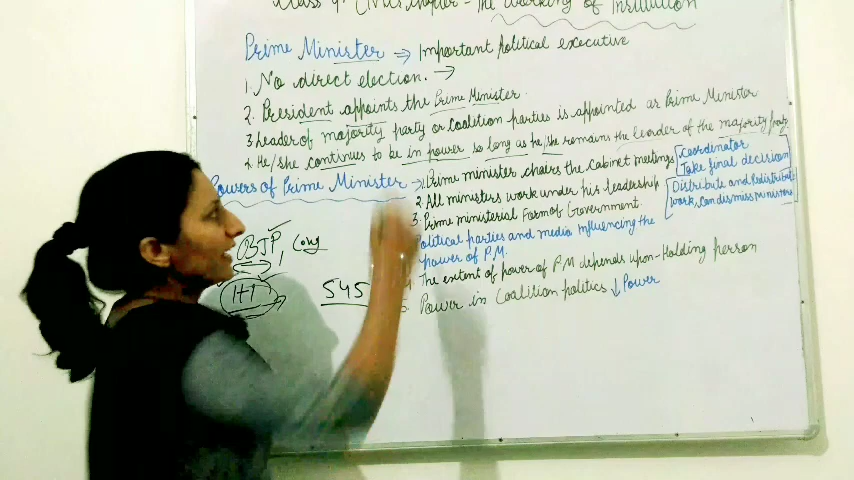 Class 9th Civics Chapter - The Working of Institution
Prime Minister ⇒ Important political executive
1. No direct election. →
2. President appoints the Prime Minister.
3. Leader of majority party or Coalition parties is appointed as Prime Minister
4. He/she continues to be in power so long as he/she remains the leader of the majority party.
Powers of Prime Minister → 1. Prime minister chairs the cabinet meetings [Coordinator
Take final decision]
2. All ministers work under his leadership [Distribute and Redistribute
work, Can dismiss Ministers]
3. Prime ministerial Form of Government.
Political parties and media influencing the
power of P.M.
The extent of power of P.M depends upon - Holding person
Power in Coalition politics ↓ Power
BJP, Cong
545